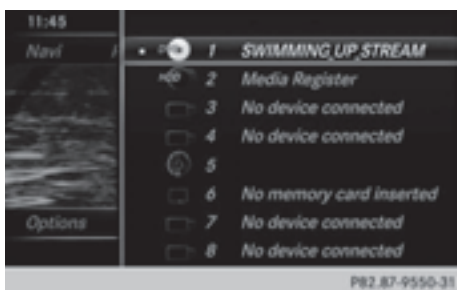 11:45
Navi
1 SWIMMING_UP_STREAM
2 Media Register
3 No device connected
4 No device connected
5
6 No memory card inserted
Options
7 No device connected
8 No device connected
P82.87-9550-31